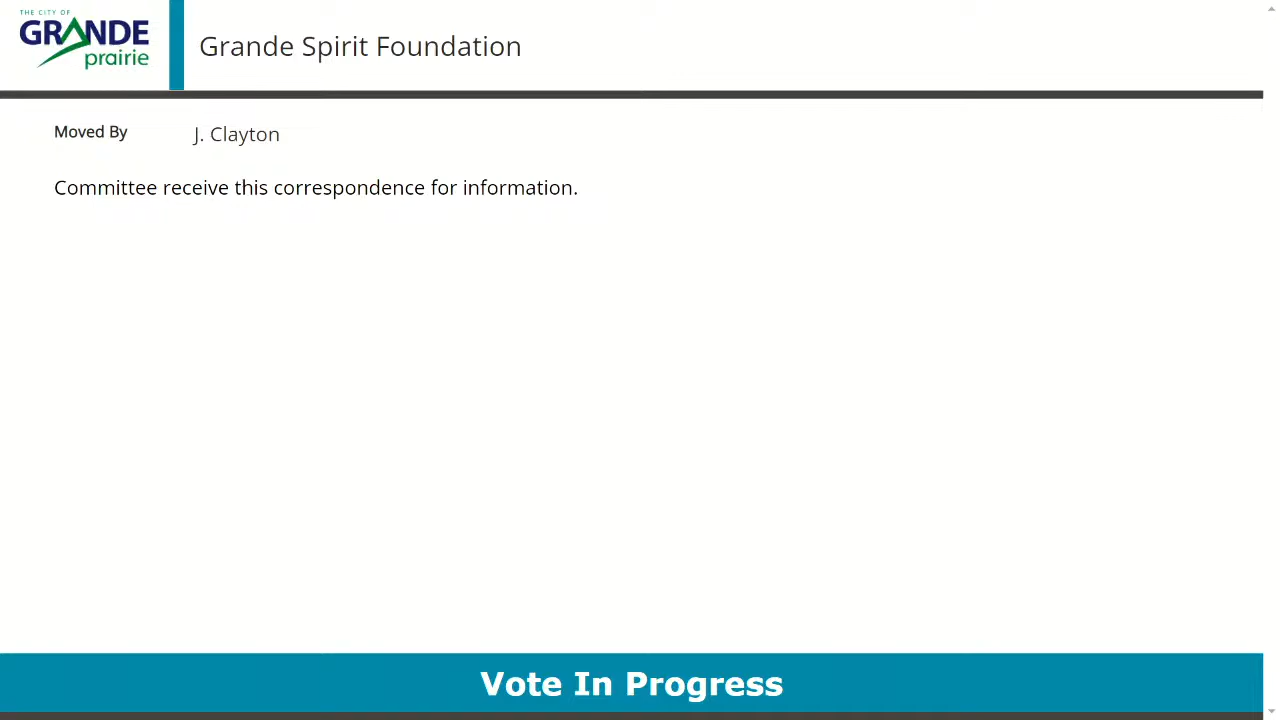 THE CITY OF
GRANDE
prairie
Grande Spirit Foundation
Moved By J. Clayton
Committee receive this correspondence for information.
Vote In Progress